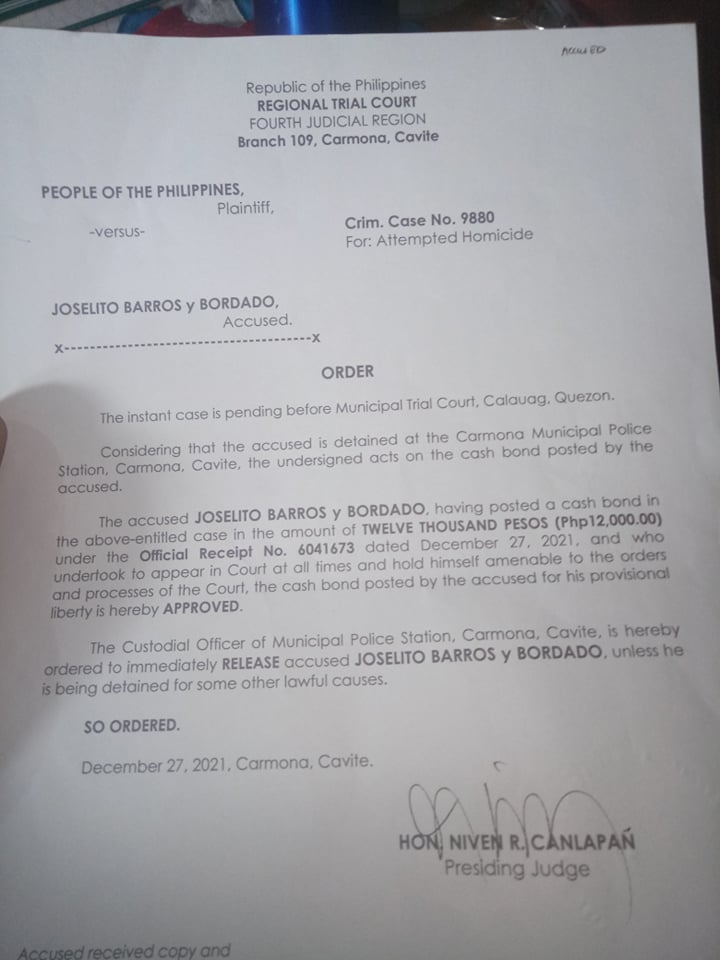 ACCUSED
Republic of the Philippines
REGIONAL TRIAL COURT
FOURTH JUDICIAL REGION
Branch 109, Carmona, Cavite
PEOPLE OF THE PHILIPPINES,
Plaintiff,
-versus-
Crim. Case No. 9880
For: Attempted Homicide
JOSELITO BARROS y BORDADO,
Accused.
x---------------------------------------x
ORDER
The instant case is pending before Municipal Trial Court, Calauag, Quezon.
Considering that the accused is detained at the Carmona Municipal Police
Station, Carmona, Cavite, the undersigned acts on the cash bond posted by the
accused.
The accused JOSELITO BARROS y BORDADO, having posted a cash bond in
the above-entitled case in the amount of TWELVE THOUSAND PESOS (Php12,000.00)
under the Official Receipt No. 6041673 dated December 27, 2021, and who
undertook to appear in Court at all times and hold himself amenable to the orders
and processes of the Court, the cash bond posted by the accused for his provisional
liberty is hereby APPROVED.
The Custodial Officer of Municipal Police Station, Carmona, Cavite, is hereby
ordered to immediately RELEASE accused JOSELITO BARROS y BORDADO, unless he
is being detained for some other lawful causes.
SO ORDERED.
December 27, 2021, Carmona, Cavite.
HON. NIVEN R. CANLAPAÑ
Presiding Judge
Accused received copy and